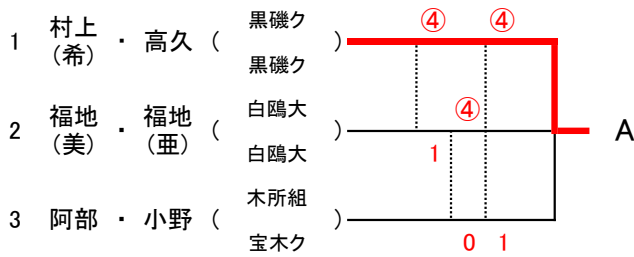 黒磯ク ④ ④
1 村上(希) ・ 高久 ( )
黒磯ク
白鴎大 ④
2 福地(美) ・ 福地(亜) ( ) A
白鴎大 1
木所組
3 阿部 ・ 小野 ( )
宝木ク 0 1